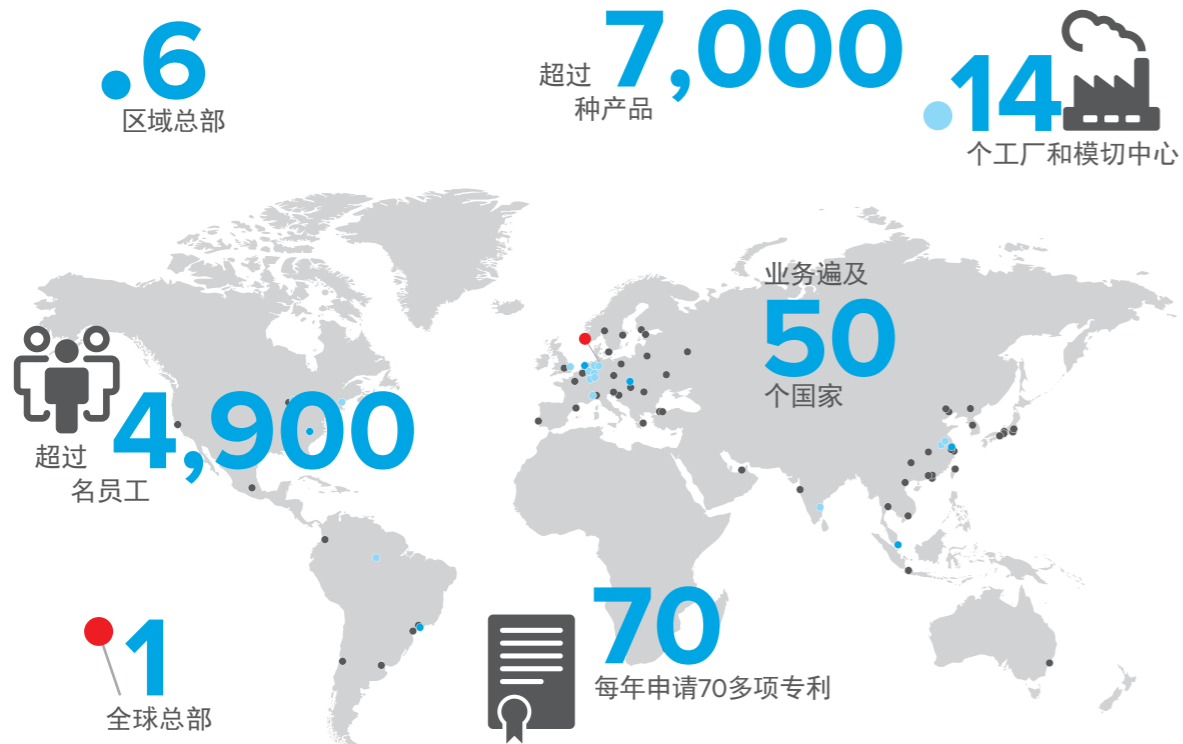 6
区域总部
超过 7,000
种产品
14
个工厂和模切中心
业务遍及
50
个国家
超过 4,900
名员工
1
全球总部
70
每年申请70多项专利